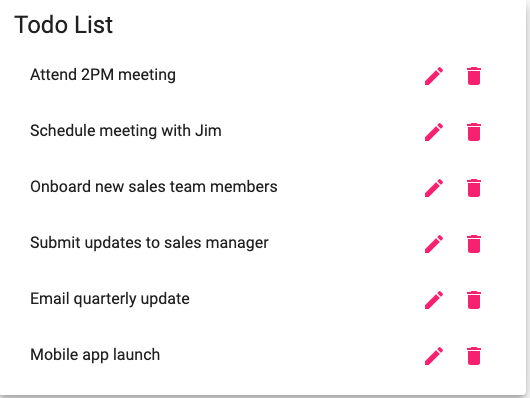 Todo List
Attend 2PM meeting
Schedule meeting with Jim
Onboard new sales team members
Submit updates to sales manager
Email quarterly update
Mobile app launch